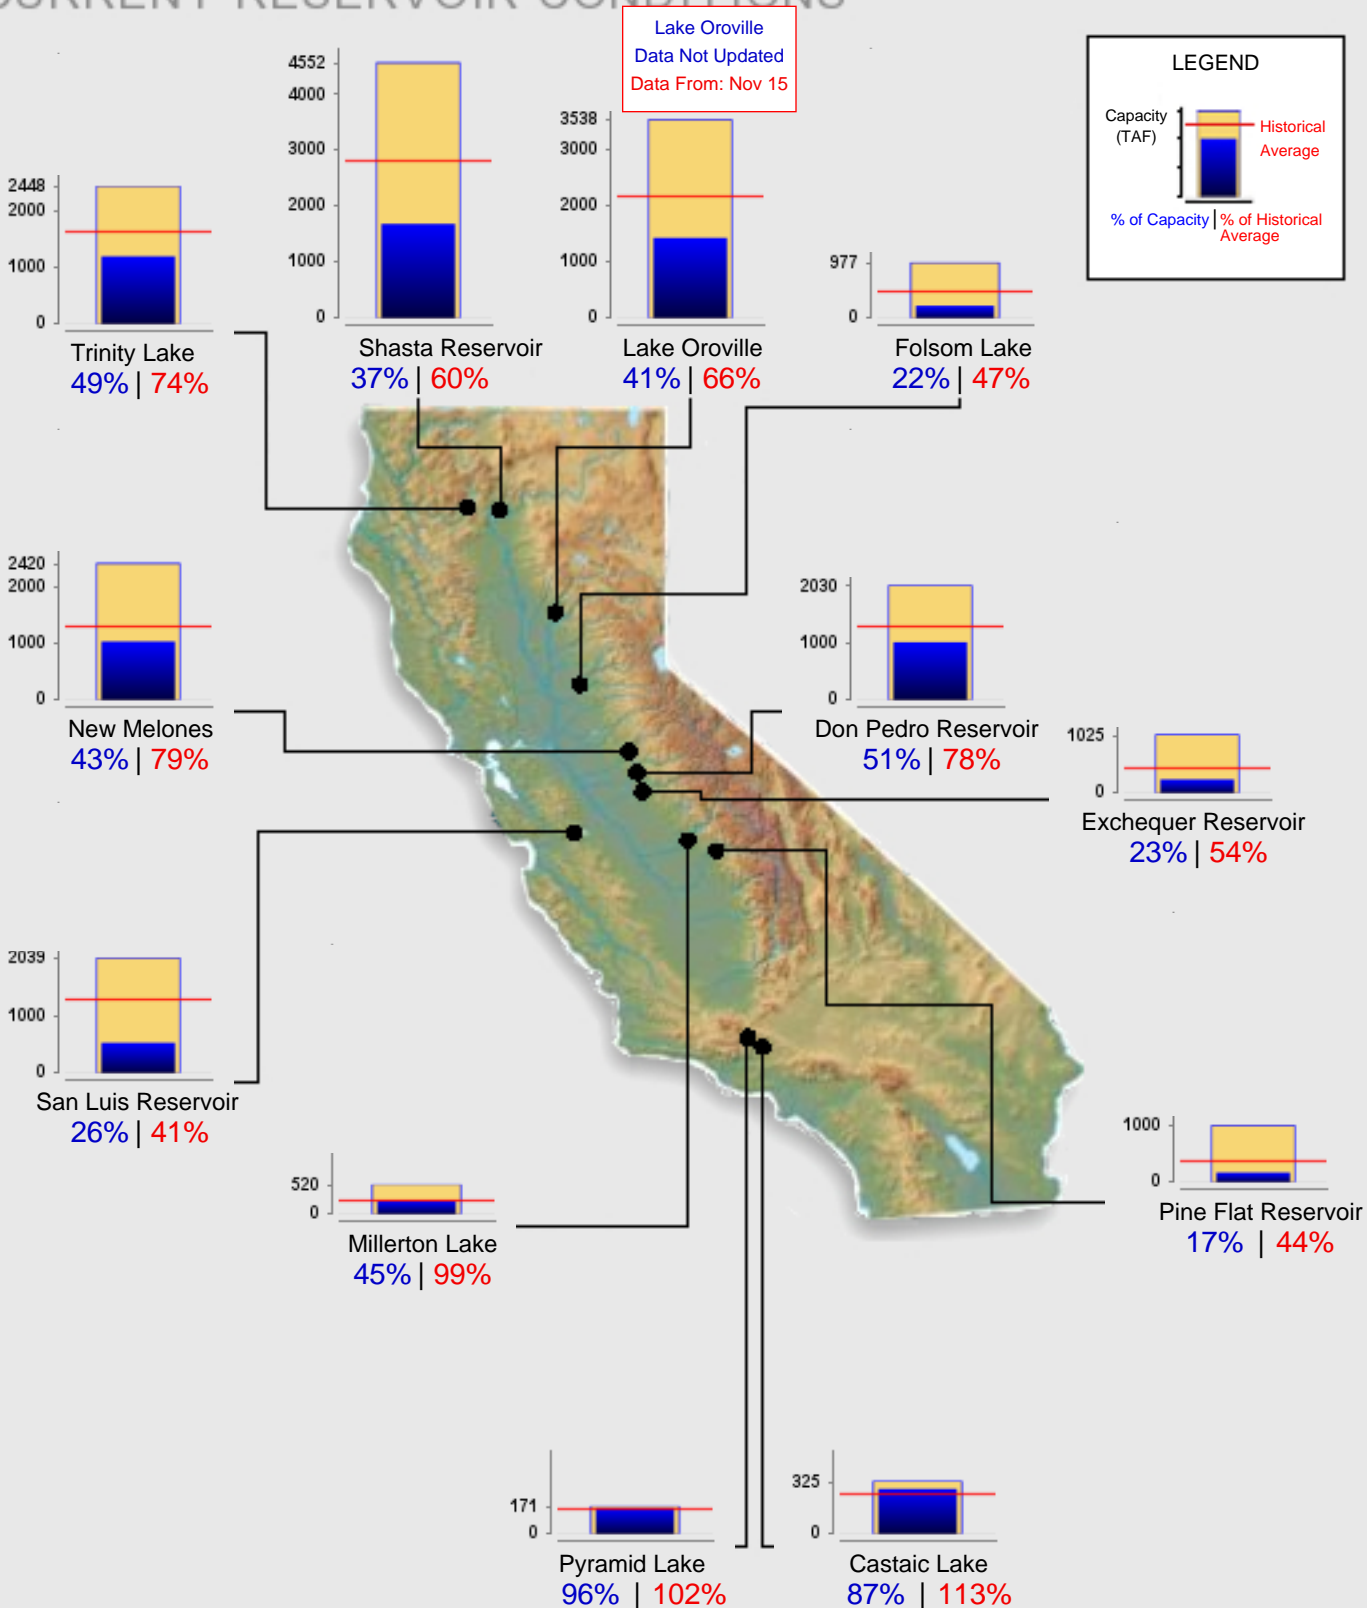 CURRENT RESERVOIR CONDITIONS
Lake Oroville
Data Not Updated
Data From: Nov 15
LEGEND
Capacity
(TAF)
Historical
Average
% of Capacity | % of Historical
Average
2448
2000
1000
0
Trinity Lake
49% | 74%
4552
4000
3000
2000
1000
0
Shasta Reservoir
37% | 60%
3538
3000
2000
1000
0
Lake Oroville
41% | 66%
977
0
Folsom Lake
22% | 47%
2420
2000
1000
0
New Melones
43% | 79%
2030
1000
0
Don Pedro Reservoir
51% | 78%
1025
0
Exchequer Reservoir
23% | 54%
2039
1000
0
San Luis Reservoir
26% | 41%
520
0
Millerton Lake
45% | 99%
1000
0
Pine Flat Reservoir
17% | 44%
171
0
Pyramid Lake
96% | 102%
325
0
Castaic Lake
87% | 113%